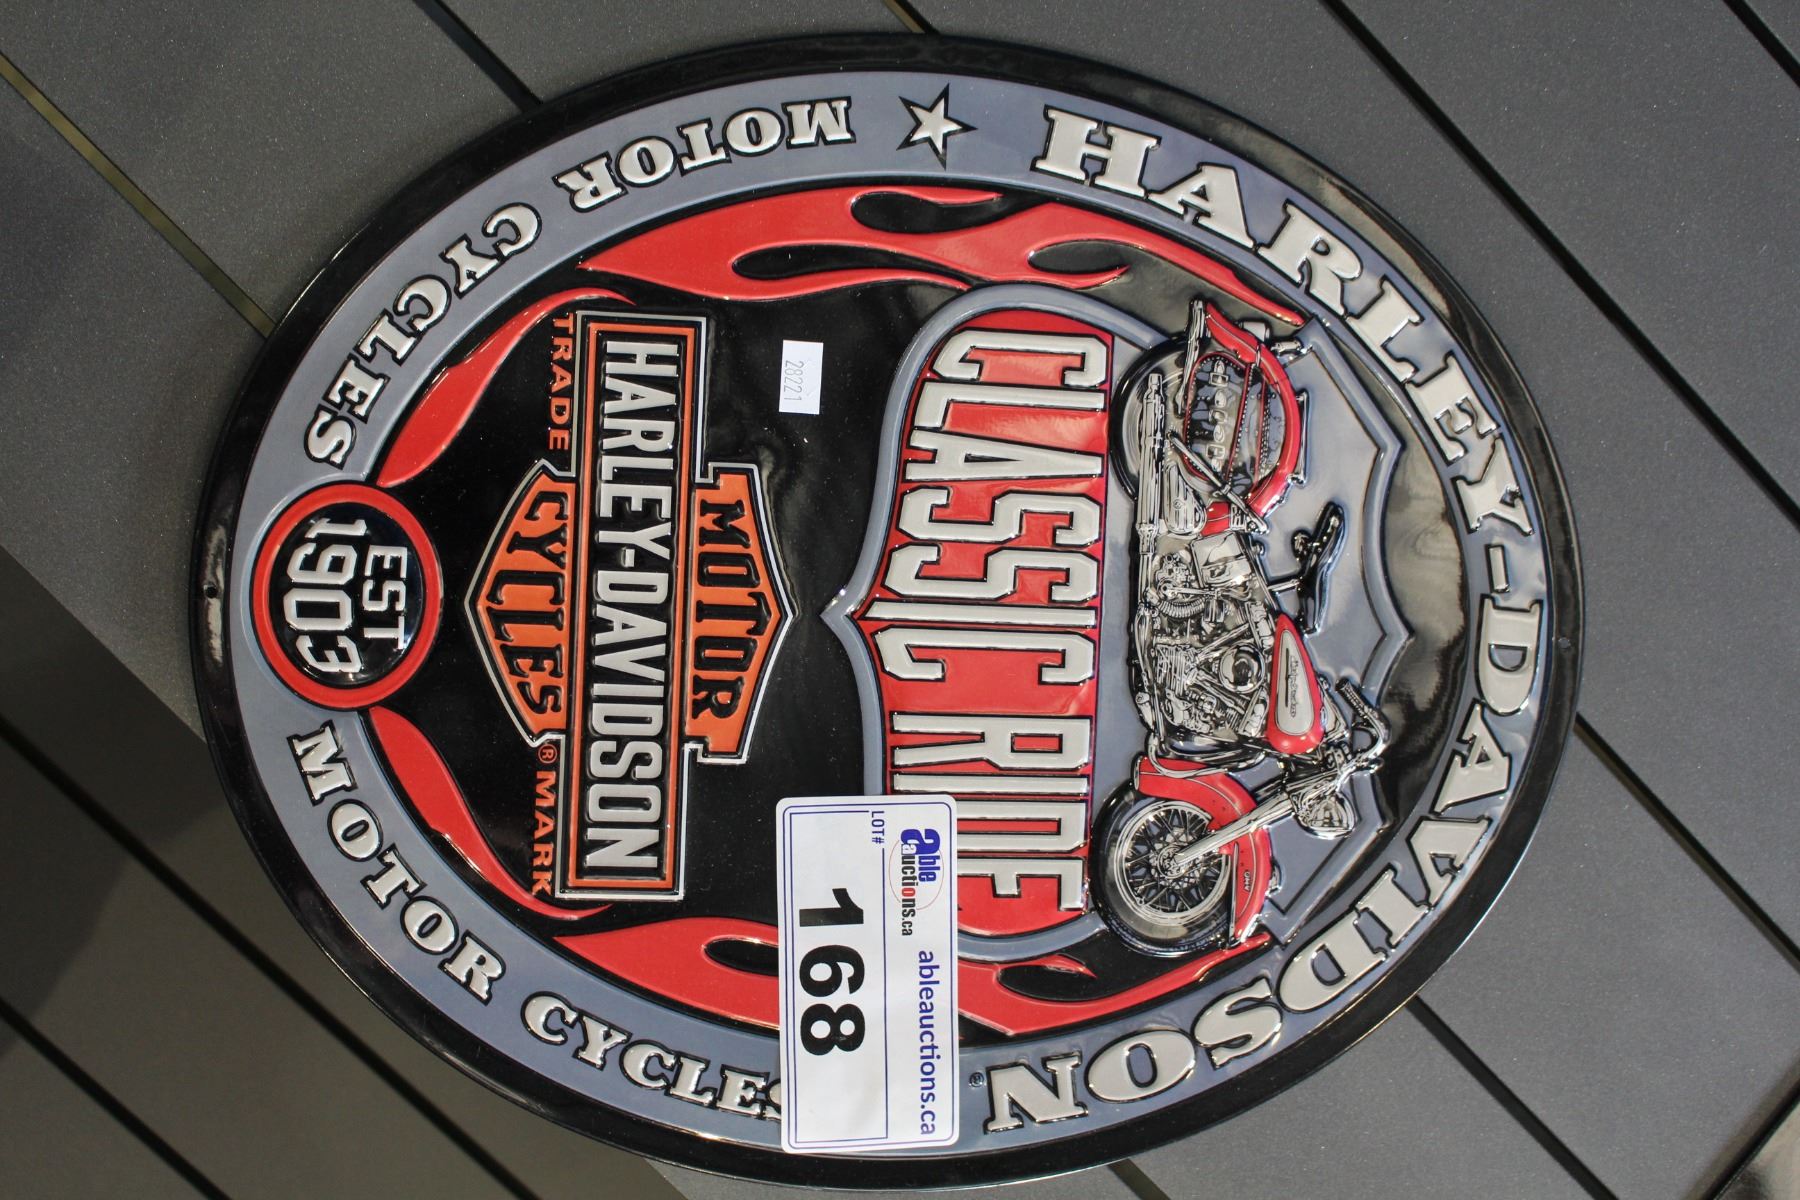 HARLEY-DAVIDSON®
CLASSIC RIDE
28221
MOTOR
HARLEY-DAVIDSON
CYCLES
TRADE ® MARK
EST
1903
MOTOR CYCLES
MOTOR CYCLES
able
auctions.ca
ableauctions.ca
LOT#
168